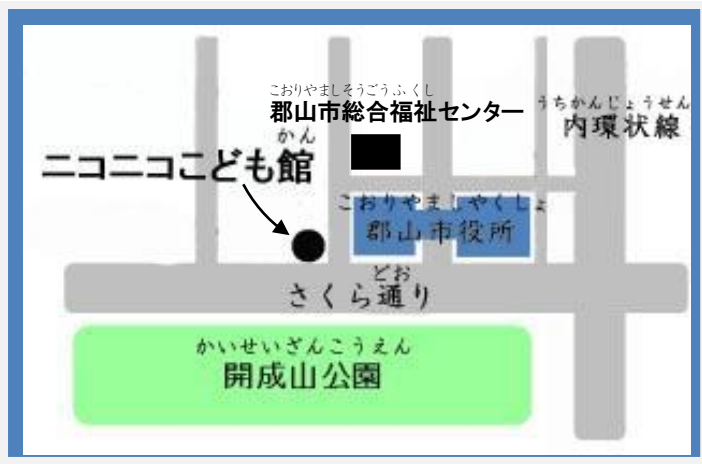 こおりやましそうごうふくし
郡山市総合福祉センター
うちかんじょうせん
内環状線
かん
ニコニコこども館
こおりやましやくしょ
郡山市役所
どお
さくら通り
かいせいざんこうえん
開成山公園